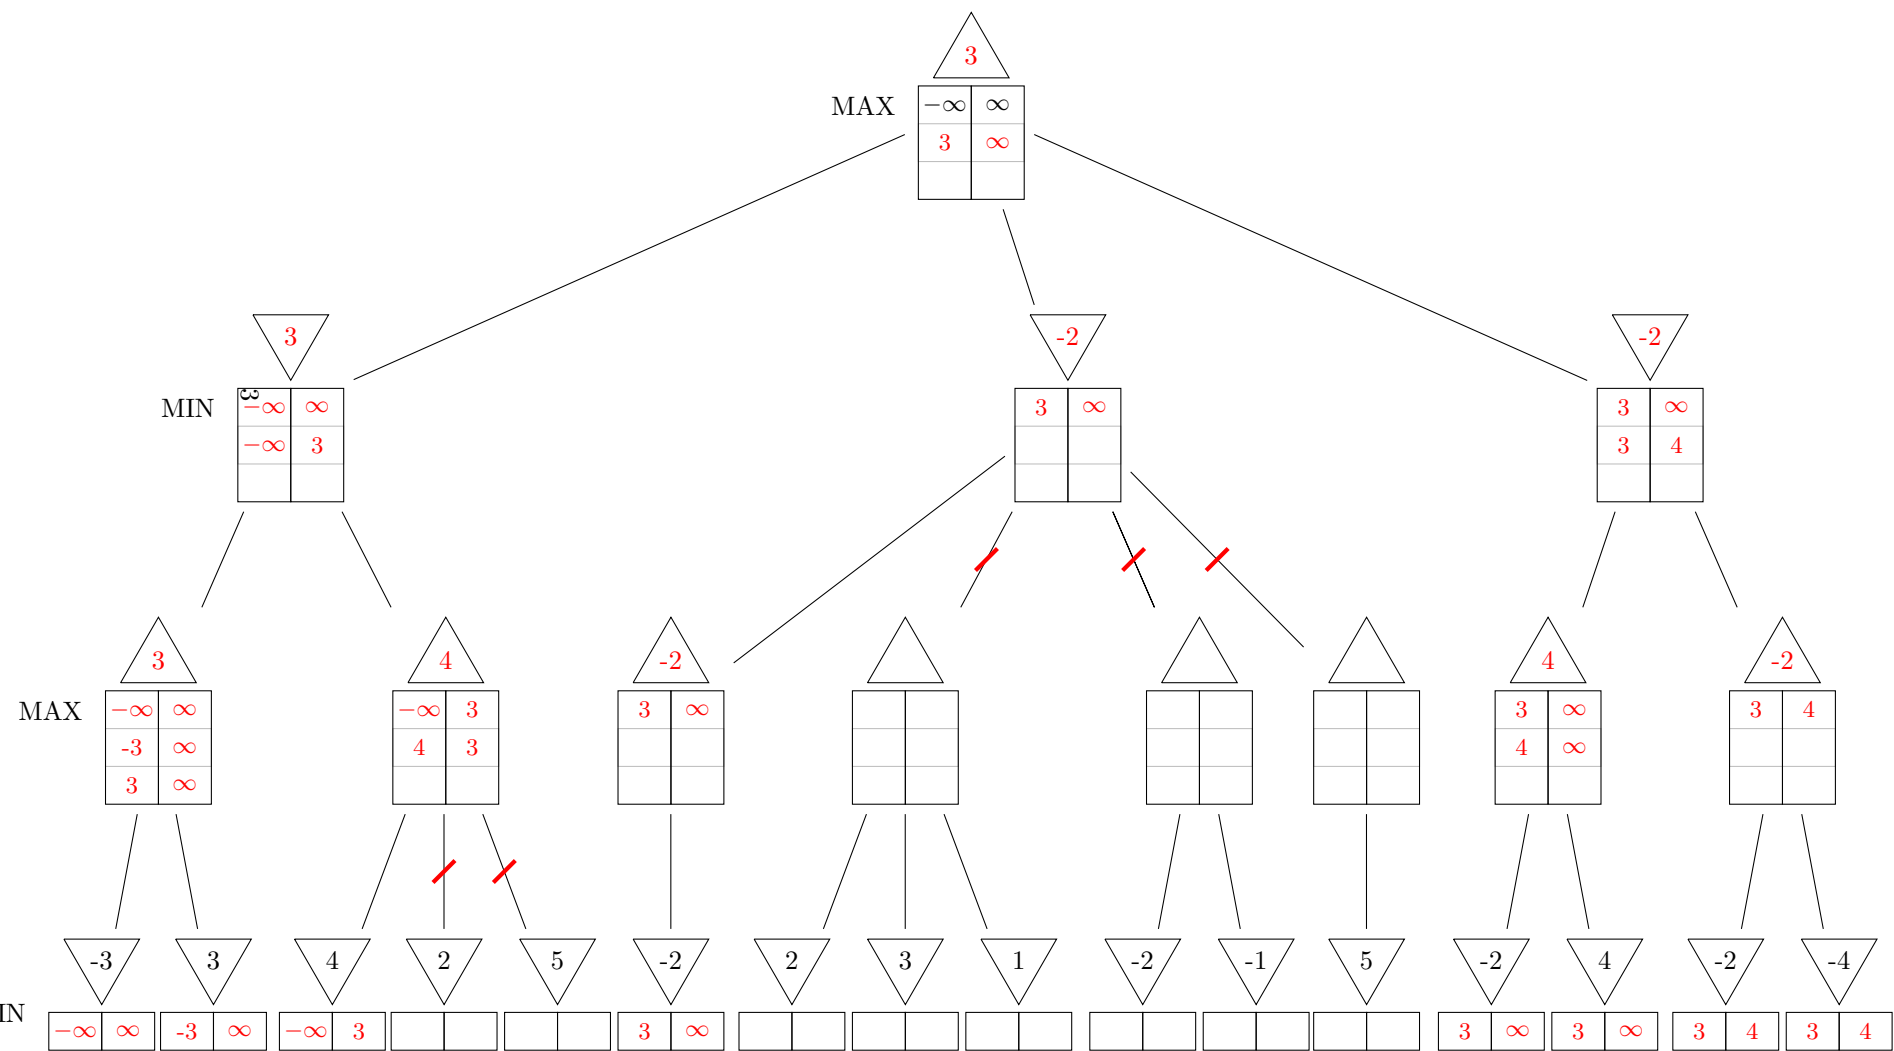 3
MAX
−∞ ∞
3 ∞
3 -2 -2
MIN
3
−∞ ∞ 3 ∞ 3 ∞
−∞ 3 3 4
3 4 -2 4 -2
MAX
−∞ ∞ −∞ 3 3 ∞ 3 ∞ 3 4
-3 ∞ 4 3 4 ∞
3 ∞
-3 3 4 2 5 -2 2 3 1 -2 -1 5 -2 4 -2 -4
IN
−∞ ∞ -3 ∞ −∞ 3 3 ∞ 3 ∞ 3 ∞ 3 4 3 4